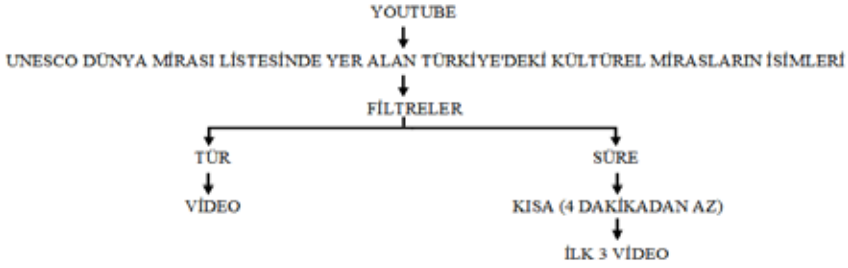 YOUTUBE
UNESCO DÜNYA MİRASI LİSTESİNDE YER ALAN TÜRKİYE'DEKİ KÜLTÜREL MİRASLARIN İSİMLERİ
FİLTRELER
TÜR
SÜRE
VİDEO
KISA (4 DAKİKADAN AZ)
İLK 3 VİDEO